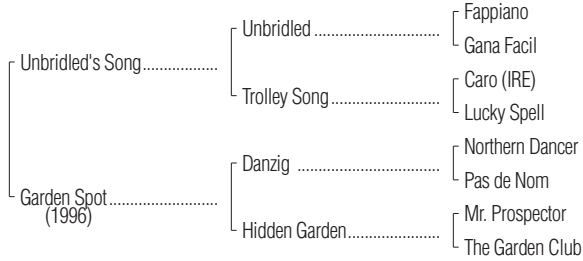 Fappiano
Unbridled .........................
Gana Facil
Unbridled's Song..................
Caro (IRE)
Trolley Song.......................
Lucky Spell
Northern Dancer
Danzig ..............................
Pas de Nom
Garden Spot.......................
(1996)
Mr. Prospector
Hidden Garden....................
The Garden Club